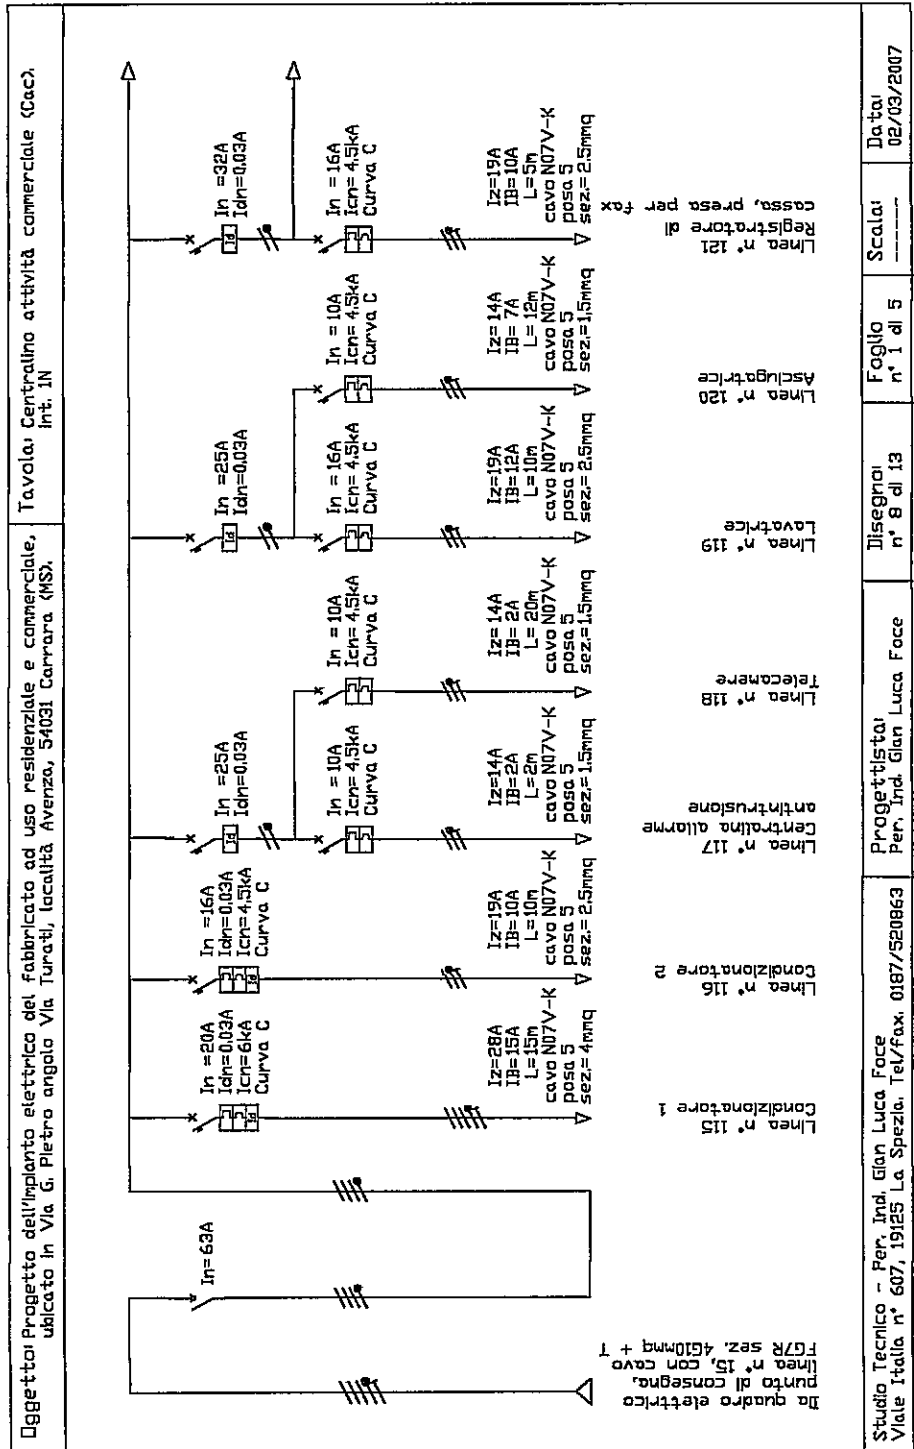 Oggetto: Progetto dell'impianto elettrico del fabbricato ad uso residenziale e commerciale,
ubicato in Via G. Pietro angolo Via Turati, località Avenza, 54031 Carrara (MS).
Tavola: Centralino attività commerciale (Cac).
Int. 1N
Da quadro elettrico
punto di consegna,
linea n° 15, con cavo
FG7R sez. 4G10mmq + T
In= 63A
In =20A
Idn=0.03A
Icn=6kA
Curva C
Id
Iz=28A
IB=15A
L=15m
cavo N07V-K
posa 5
sez.= 4mmq
Linea n° 115
Condizionatore 1
In =16A
Idn=0.03A
Icn=4.5kA
Curva C
Id
Iz=19A
IB=10A
L=10m
cavo N07V-K
posa 5
sez.= 2.5mmq
Linea n° 116
Condizionatore 2
In =25A
Idn=0.03A
Id
In = 10A
Icn= 4.5kA
Curva C
Iz=14A
IB=2A
L=2m
cavo N07V-K
posa 5
sez.= 1.5mmq
Linea n° 117
Centralina allarme
antintrusione
In = 10A
Icn= 4.5kA
Curva C
Iz=14A
IB= 2A
L= 20m
cavo N07V-K
posa 5
sez.= 1.5mmq
Linea n° 118
Telecamere
In =25A
Idn=0.03A
Id
In = 16A
Icn= 4.5kA
Curva C
Iz=19A
IB=12A
L=10m
cavo N07V-K
posa 5
sez.= 2.5mmq
Linea n° 119
Lavatrice
In = 10A
Icn= 4.5kA
Curva C
Iz=14A
IB= 7A
L= 12m
cavo N07V-K
posa 5
sez.= 1.5mmq
Linea n° 120
Asciugatrice
In =32A
Idn=0.03A
Id
In = 16A
Icn= 4.5kA
Curva C
Iz=19A
IB=10A
L=5m
cavo N07V-K
posa 5
sez.= 2.5mmq
Linea n° 121
Registratore di
cassa, presa per fax
Studio Tecnico - Per. Ind. Gian Luca Foce
Viale Italia n° 607, 19125 La Spezia. Tel/fax. 0187/520863
Progettista:
Per. Ind. Gian Luca Foce
Disegno:
n° 8 di 13
Foglio
n° 1 di 5
Scala:
------
Data:
02/03/2007